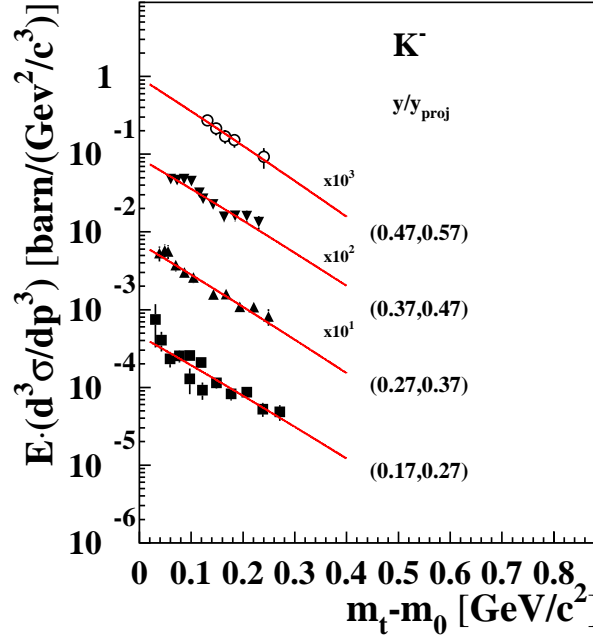 E·(d³σ/dp³) [barn/(Gev²/c³)]
K⁻
y/y_proj
1
10⁻¹
10⁻²
10⁻³
10⁻⁴
10⁻⁵
10⁻⁶
x10³
(0.47,0.57)
x10²
(0.37,0.47)
x10¹
(0.27,0.37)
(0.17,0.27)
0 0.1 0.2 0.3 0.4 0.5 0.6 0.7 0.8
m_t-m_0 [GeV/c²]